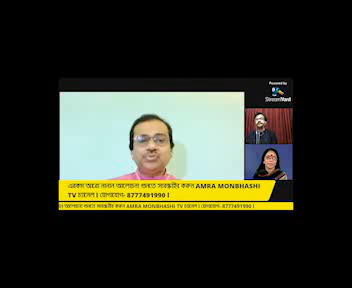 Powered by
StreamYard
এরকম আরো নানান আলোচনা শুনতে সাবস্ক্রাইব করুন AMRA MONBHASHI
TV চ্যানেল। যোগাযোগ- 8777491990।
আলোচনা শুনতে সাবস্ক্রাইব করুন AMRA MONBHASHI TV চ্যানেল। যোগাযোগ- 8777491990।